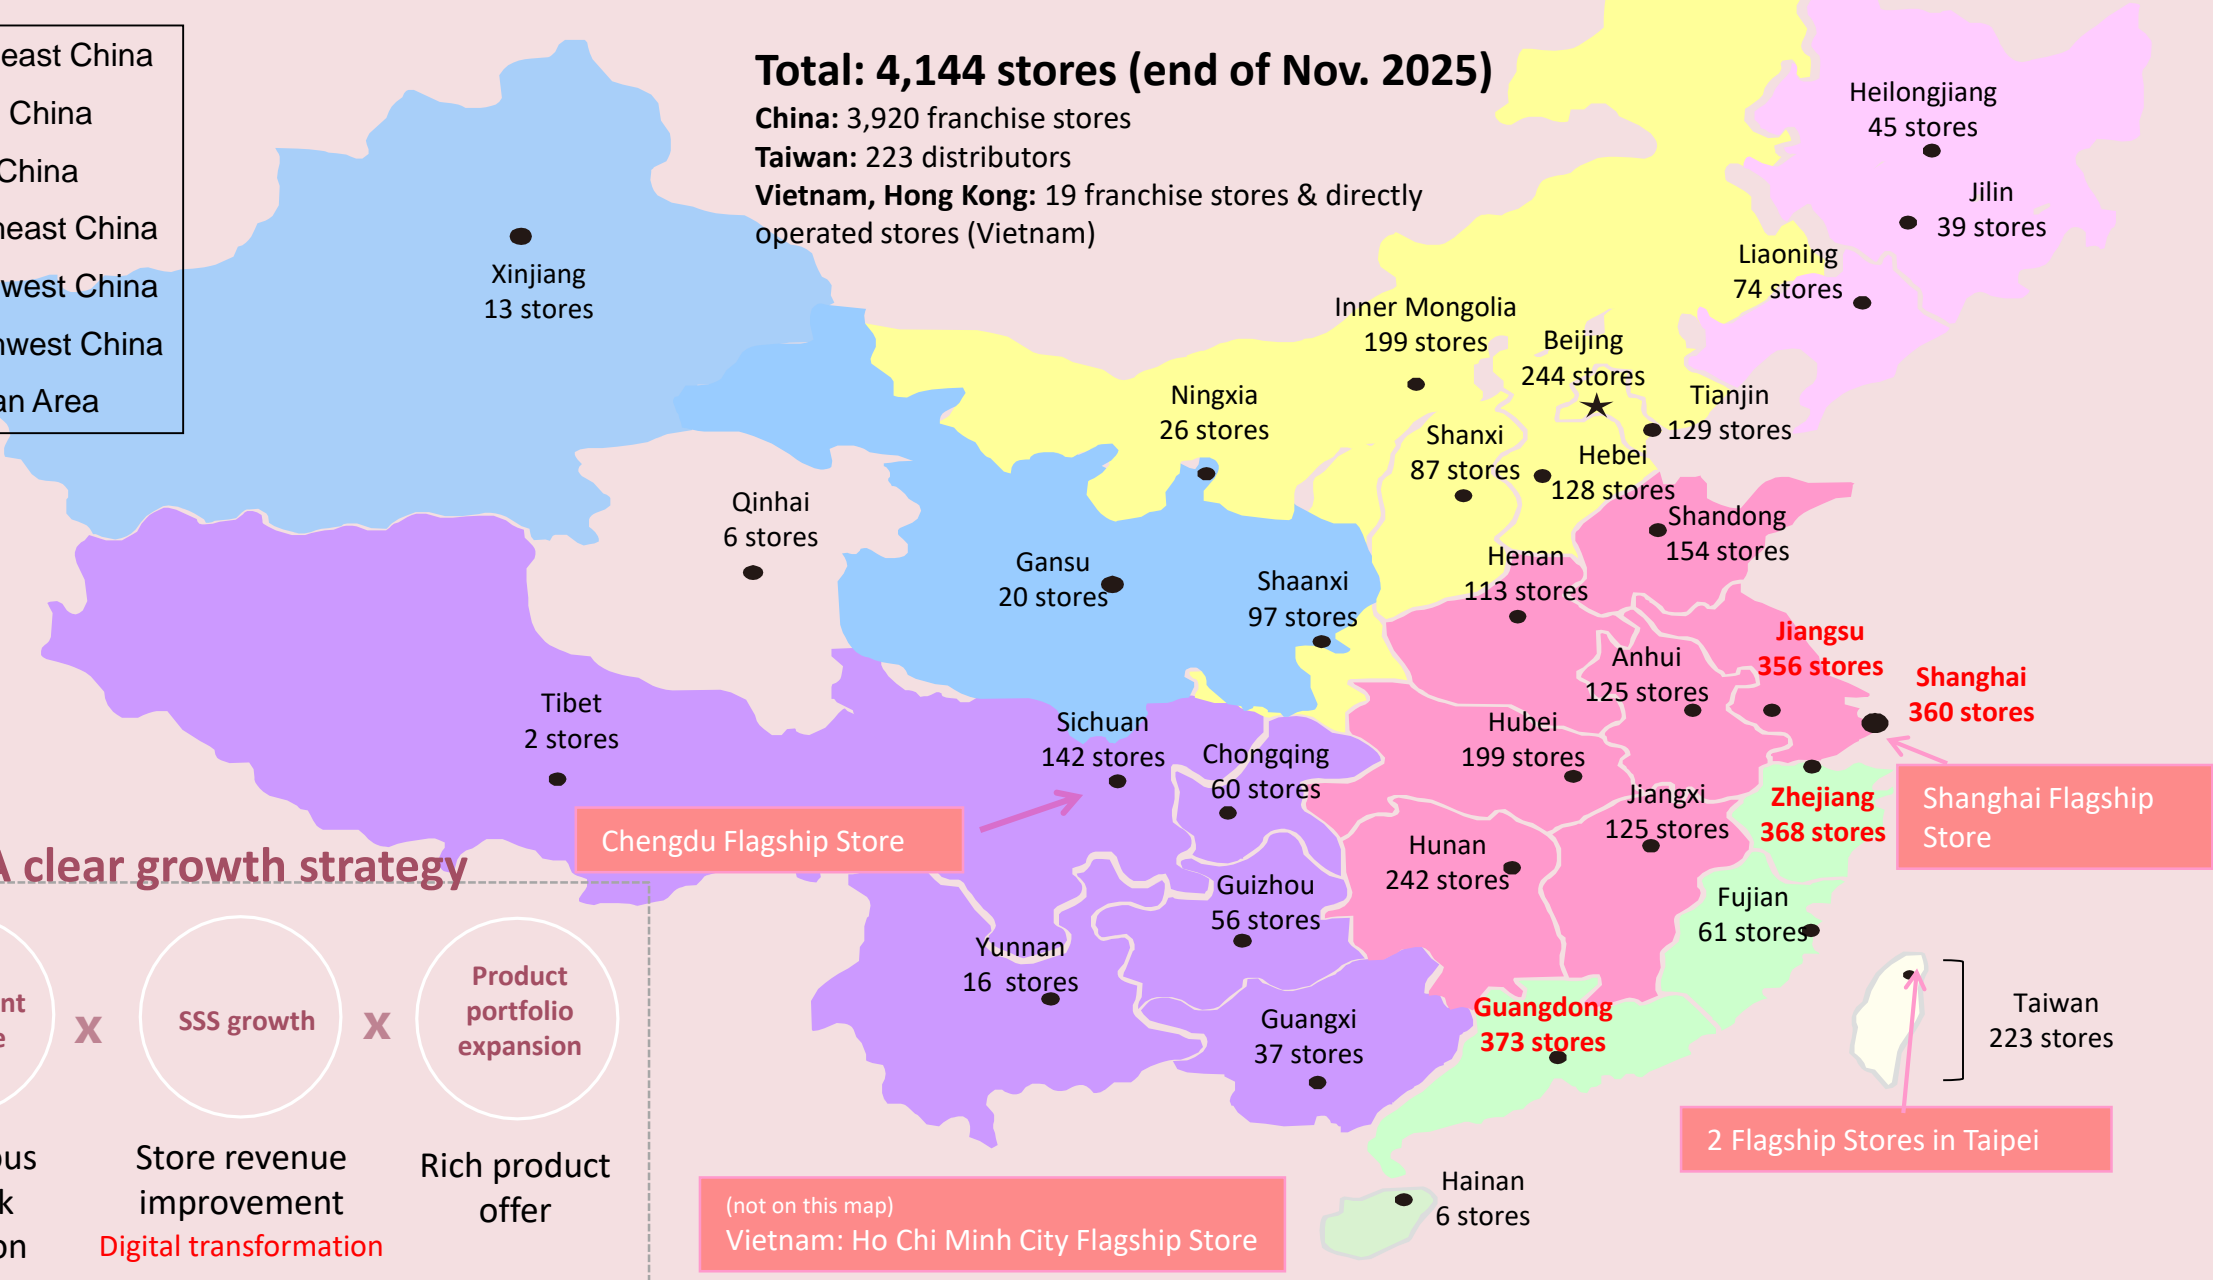 east China
China
China
east China
west China
west China
Area
Total: 4,144 stores (end of Nov. 2025)
China: 3,920 franchise stores
Taiwan: 223 distributors
Vietnam, Hong Kong: 19 franchise stores & directly
operated stores (Vietnam)
Heilongjiang
45 stores
Jilin
39 stores
Liaoning
74 stores
Xinjiang
13 stores
Inner Mongolia
199 stores
Beijing
244 stores
Tianjin
129 stores
Ningxia
26 stores
Shanxi
87 stores
Hebei
128 stores
Qinhai
6 stores
Shandong
154 stores
Gansu
20 stores
Shaanxi
97 stores
Henan
113 stores
Jiangsu
356 stores
Anhui
125 stores
Shanghai
360 stores
Tibet
2 stores
Sichuan
142 stores
Chongqing
60 stores
Hubei
199 stores
Jiangxi
125 stores
Zhejiang
368 stores
Shanghai Flagship
Store
Chengdu Flagship Store
Hunan
242 stores
Guizhou
56 stores
Fujian
61 stores
Yunnan
16 stores
Guangxi
37 stores
Guangdong
373 stores
Taiwan
223 stores
2 Flagship Stores in Taipei
Hainan
6 stores
(not on this map)
Vietnam: Ho Chi Minh City Flagship Store
A clear growth strategy
x
SSS growth
x
Product
portfolio
expansion
Store revenue
improvement
Digital transformation
Rich product
offer